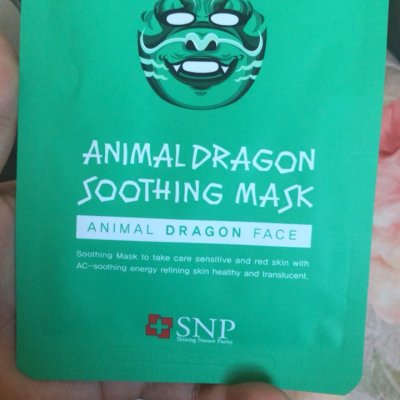 ANIMAL DRAGON
SOOTHING MASK
ANIMAL DRAGON FACE
Soothing Mask to take care sensitive and red skin with
AC-soothing energy refining skin healthy and translucent.
SNP
Shining Nature Purity